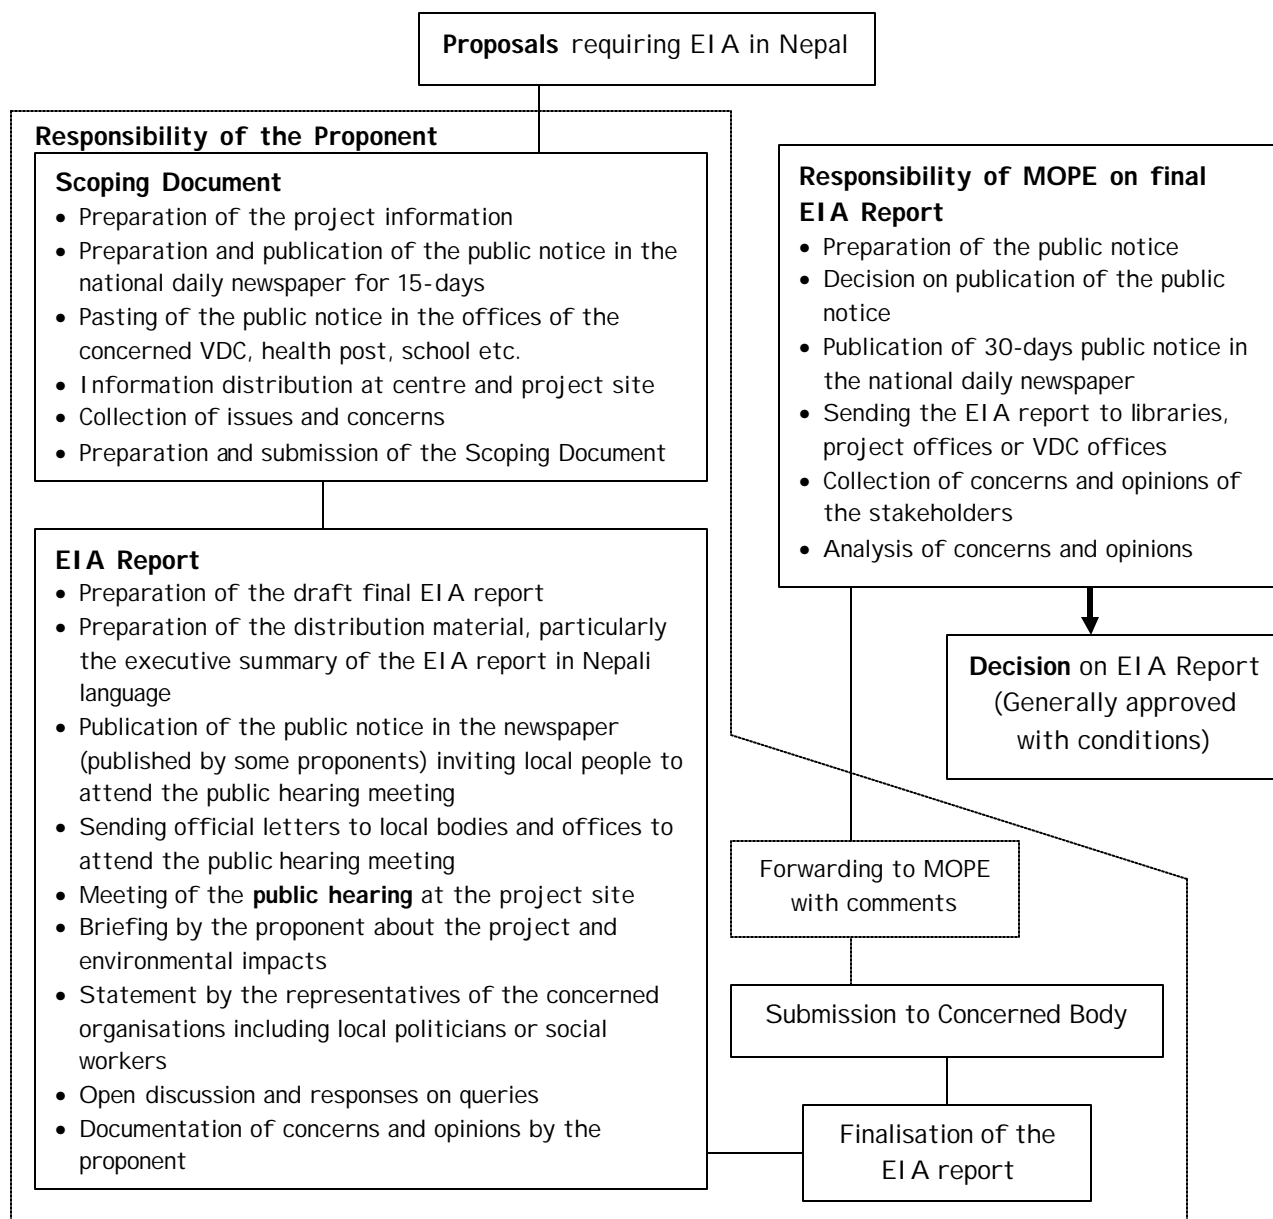 Proposals requiring EIA in Nepal
Responsibility of the Proponent
Scoping Document
• Preparation of the project information
• Preparation and publication of the public notice in the
national daily newspaper for 15-days
• Pasting of the public notice in the offices of the
concerned VDC, health post, school etc.
• Information distribution at centre and project site
• Collection of issues and concerns
• Preparation and submission of the Scoping Document
EIA Report
• Preparation of the draft final EIA report
• Preparation of the distribution material, particularly
the executive summary of the EIA report in Nepali
language
• Publication of the public notice in the newspaper
(published by some proponents) inviting local people to
attend the public hearing meeting
• Sending official letters to local bodies and offices to
attend the public hearing meeting
• Meeting of the public hearing at the project site
• Briefing by the proponent about the project and
environmental impacts
• Statement by the representatives of the concerned
organisations including local politicians or social
workers
• Open discussion and responses on queries
• Documentation of concerns and opinions by the
proponent
Finalisation of the
EIA report
Submission to Concerned Body
Forwarding to MOPE
with comments
Responsibility of MOPE on final
EIA Report
• Preparation of the public notice
• Decision on publication of the public
notice
• Publication of 30-days public notice in
the national daily newspaper
• Sending the EIA report to libraries,
project offices or VDC offices
• Collection of concerns and opinions of
the stakeholders
• Analysis of concerns and opinions
Decision on EIA Report
(Generally approved
with conditions)